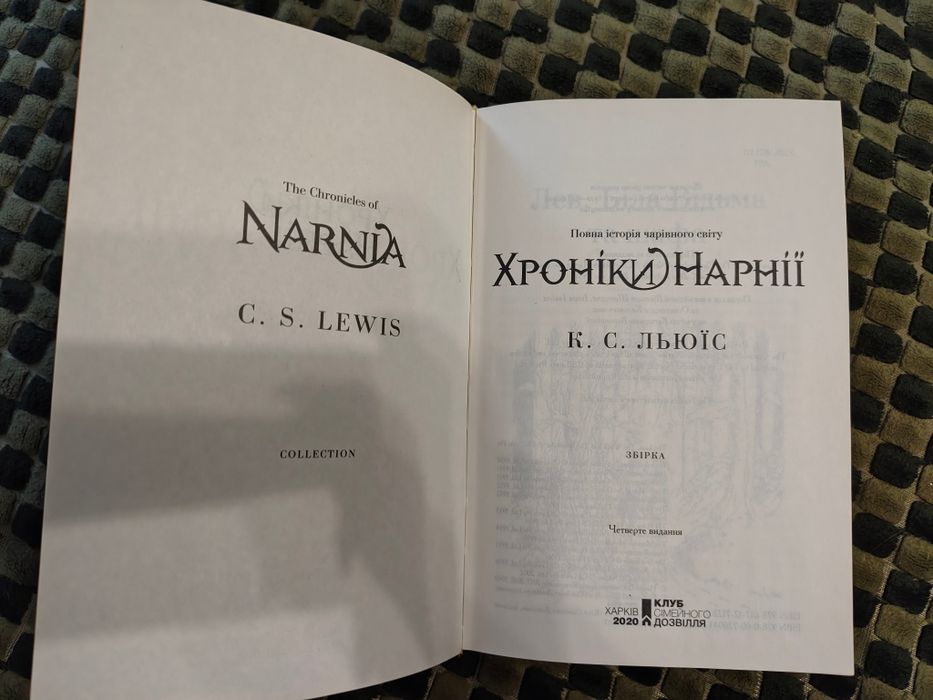 The Chronicles of
NARNIA
C. S. LEWIS
COLLECTION
Повна історія чарівного світу
ХРОНІКИ НАРНІЇ
К. С. ЛЬЮЇС
ЗБІРКА
Четверте видання
ХАРКІВ
2020
КЛУБ
СІМЕЙНОГО
ДОЗВІЛЛЯ